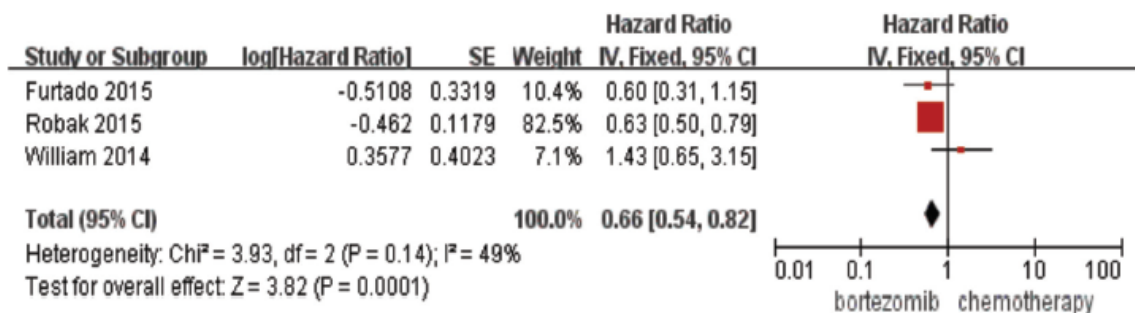 Hazard Ratio Hazard Ratio
Study or Subgroup log[Hazard Ratio] SE Weight IV, Fixed, 95% CI IV, Fixed, 95% CI
Furtado 2015 -0.5108 0.3319 10.4% 0.60 [0.31, 1.15]
Robak 2015 -0.462 0.1179 82.5% 0.63 [0.50, 0.79]
William 2014 0.3577 0.4023 7.1% 1.43 [0.65, 3.15]
Total (95% CI) 100.0% 0.66 [0.54, 0.82]
Heterogeneity: Chi² = 3.93, df = 2 (P = 0.14); I² = 49%
Test for overall effect: Z = 3.82 (P = 0.0001)
0.01 0.1 1 10 100
bortezomib chemotherapy